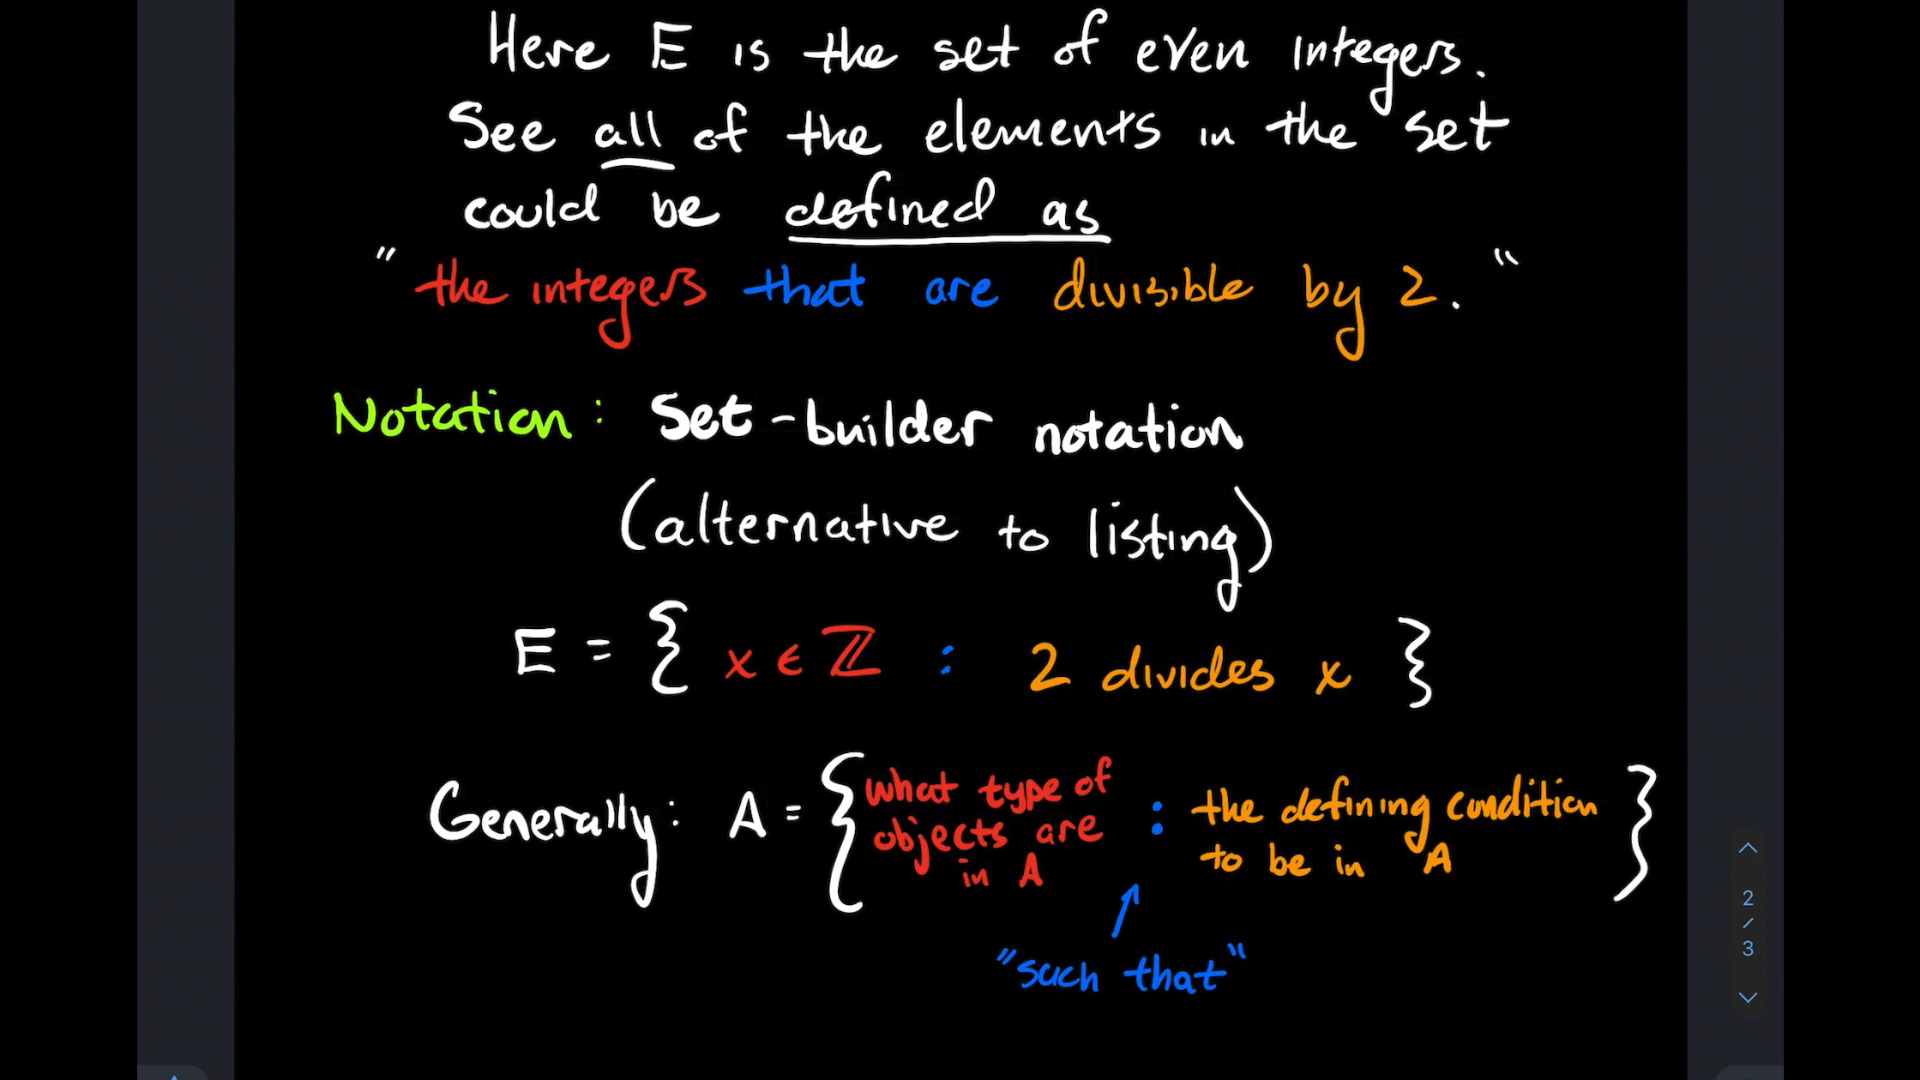 Here E is the set of even integers.
See all of the elements in the set
could be defined as
"the integers that are divisible by 2."
Notation: Set-builder notation
(alternative to listing)
E = { x ∈ ℤ : 2 divides x }
Generally: A = { what type of objects are in A : the defining condition to be in A }
"such that"
2
/
3